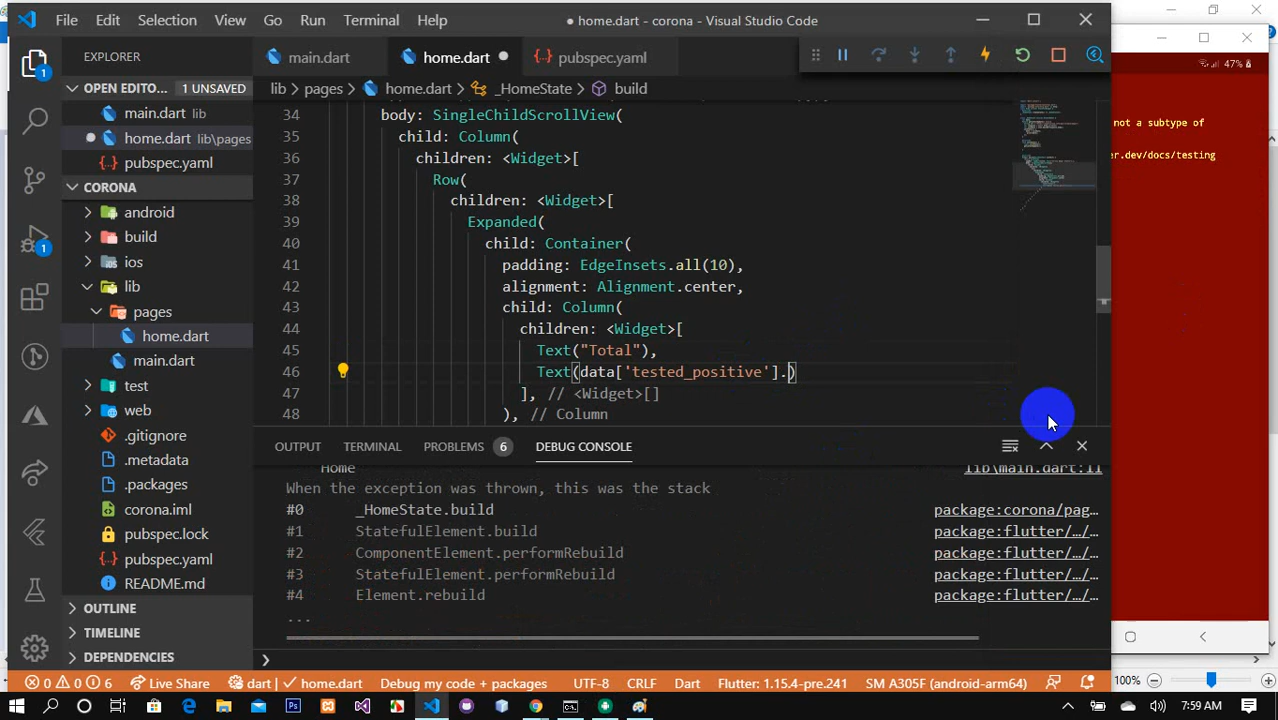 File Edit Selection View Go Run Terminal Help
● home.dart - corona - Visual Studio Code
EXPLORER
OPEN EDITO... 1 UNSAVED
main.dart lib
home.dart lib\pages
pubspec.yaml
CORONA
android
build
ios
lib
pages
home.dart
main.dart
test
web
.gitignore
.metadata
.packages
corona.iml
pubspec.lock
pubspec.yaml
README.md
OUTLINE
TIMELINE
DEPENDENCIES
main.dart home.dart pubspec.yaml
lib > pages > home.dart > _HomeState > build
34 body: SingleChildScrollView(
35 child: Column(
36 children: <Widget>[
37 Row(
38 children: <Widget>[
39 Expanded(
40 child: Container(
41 padding: EdgeInsets.all(10),
42 alignment: Alignment.center,
43 child: Column(
44 children: <Widget>[
45 Text("Total"),
46 Text(data['tested_positive'].)
47 ], // <Widget>[]
48 ), // Column
OUTPUT TERMINAL PROBLEMS 6 DEBUG CONSOLE
Home lib\main.dart:11
When the exception was thrown, this was the stack
#0 _HomeState.build package:corona/pag…
#1 StatefulElement.build package:flutter/…/…
#2 ComponentElement.performRebuild package:flutter/…/…
#3 StatefulElement.performRebuild package:flutter/…/…
#4 Element.rebuild package:flutter/…/…
...
0 0 6 Live Share dart | ✓ home.dart Debug my code + packages UTF-8 CRLF Dart Flutter: 1.15.4-pre.241 SM A305F (android-arm64)
47%
not a subtype of
er.dev/docs/testing
100%
7:59 AM